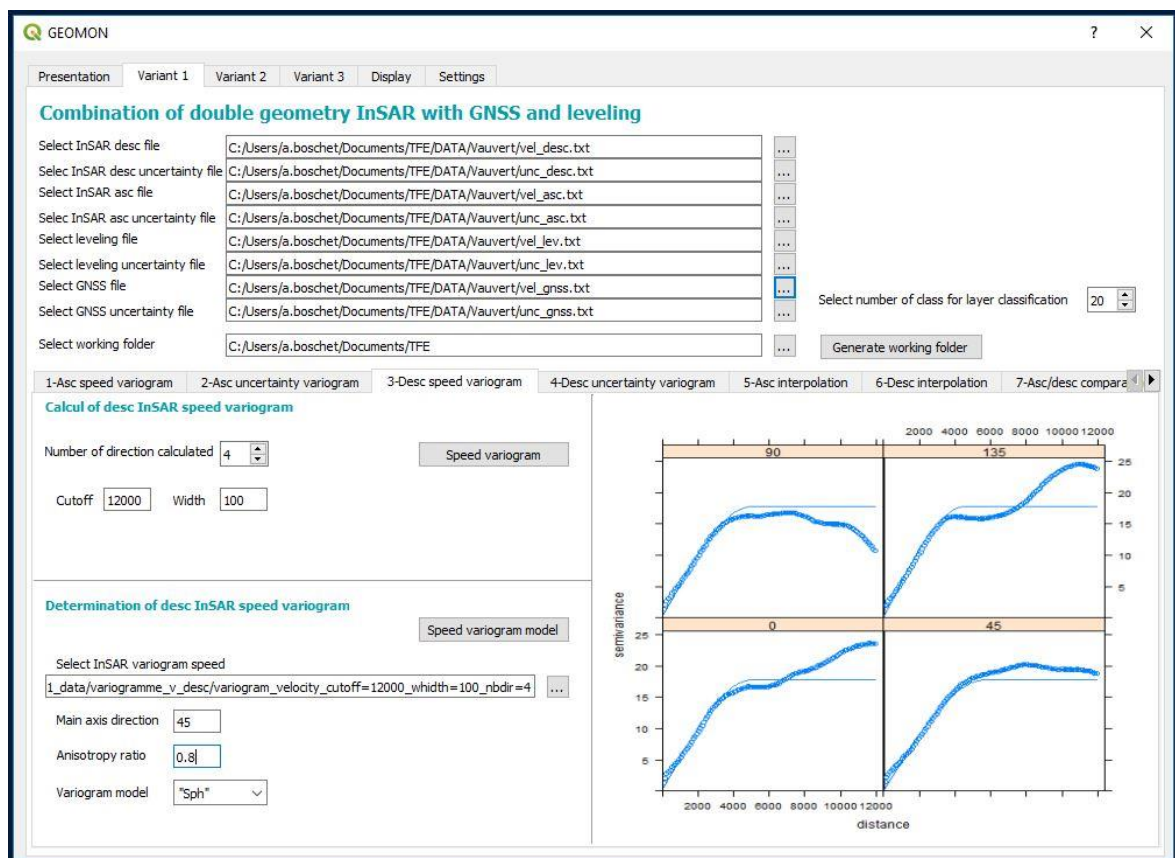 GEOMON ? ×
Presentation Variant 1 Variant 2 Variant 3 Display Settings
Combination of double geometry InSAR with GNSS and leveling
Select InSAR desc file C:/Users/a.boschet/Documents/TFE/DATA/Vauvert/vel_desc.txt ...
Selec InSAR desc uncertainty file C:/Users/a.boschet/Documents/TFE/DATA/Vauvert/unc_desc.txt ...
Select InSAR asc file C:/Users/a.boschet/Documents/TFE/DATA/Vauvert/vel_asc.txt ...
Selec InSAR asc uncertainty file C:/Users/a.boschet/Documents/TFE/DATA/Vauvert/unc_asc.txt ...
Select leveling file C:/Users/a.boschet/Documents/TFE/DATA/Vauvert/vel_lev.txt ...
Select leveling uncertainty file C:/Users/a.boschet/Documents/TFE/DATA/Vauvert/unc_lev.txt ...
Select GNSS file C:/Users/a.boschet/Documents/TFE/DATA/Vauvert/vel_gnss.txt ...
Select number of class for layer classification 20
Select GNSS uncertainty file C:/Users/a.boschet/Documents/TFE/DATA/Vauvert/unc_gnss.txt ...
Select working folder C:/Users/a.boschet/Documents/TFE ... Generate working folder
1-Asc speed variogram 2-Asc uncertainty variogram 3-Desc speed variogram 4-Desc uncertainty variogram 5-Asc interpolation 6-Desc interpolation 7-Asc/desc compara
Calcul of desc InSAR speed variogram
Number of direction calculated 4 Speed variogram
Cutoff 12000 Width 100
Determination of desc InSAR speed variogram
Speed variogram model
Select InSAR variogram speed
1_data/variogramme_v_desc/variogram_velocity_cutoff=12000_whidth=100_nbdir=4 ...
Main axis direction 45
Anisotropy ratio 0.8
Variogram model "Sph"
2000 4000 6000 8000 10000 12000
90 135
25
20
15
10
5
semivariance
0 45
25
20
15
10
5
2000 4000 6000 8000 10000 12000
distance